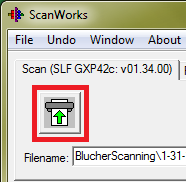 ScanWorks
File Undo Window About
Scan (SLF GXP42c: v01.34.00)
Filename: BlucherScanning\1-31-